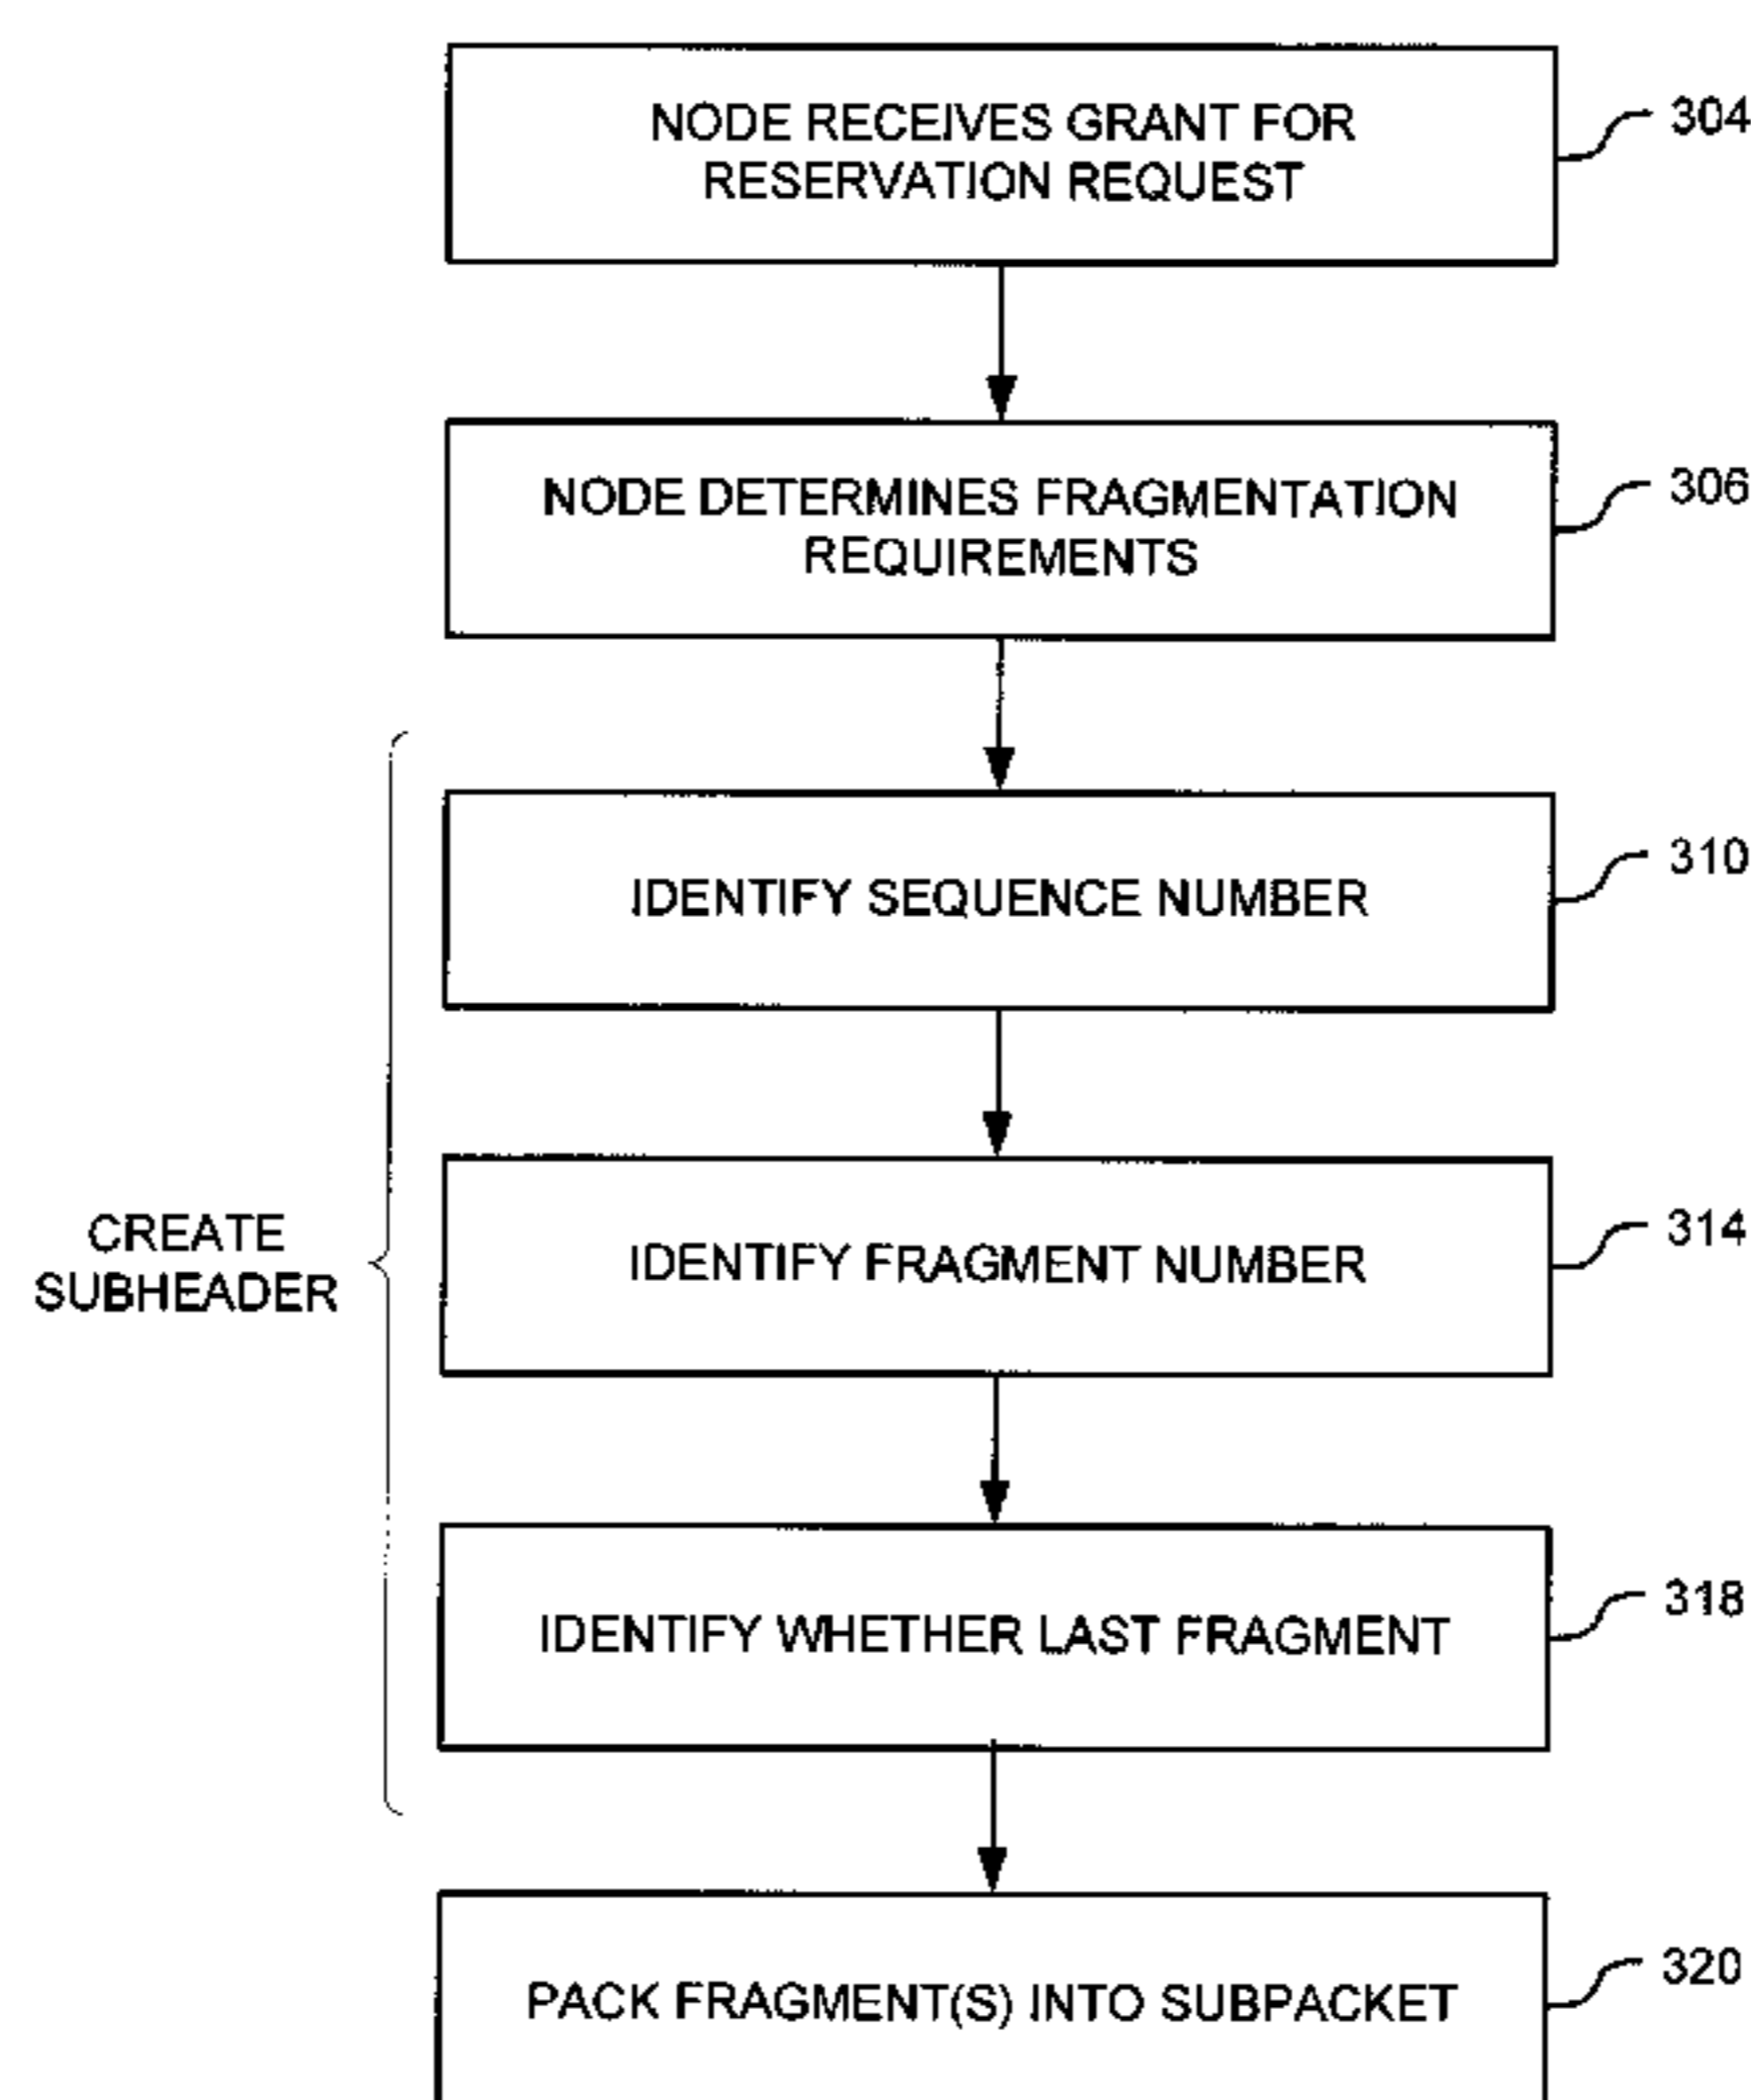 NODE RECEIVES GRANT FOR
RESERVATION REQUEST
304
NODE DETERMINES FRAGMENTATION
REQUIREMENTS
306
IDENTIFY SEQUENCE NUMBER
310
CREATE
SUBHEADER
IDENTIFY FRAGMENT NUMBER
314
IDENTIFY WHETHER LAST FRAGMENT
318
PACK FRAGMENT(S) INTO SUBPACKET
320